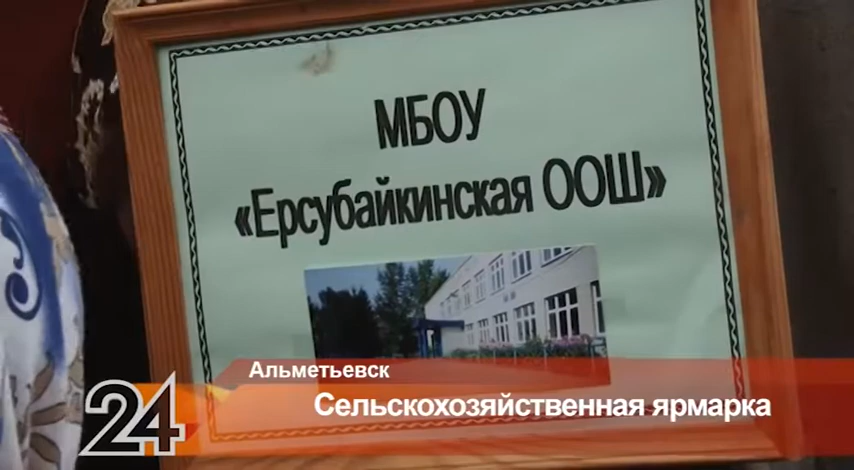 МБОУ
«Ерсубайкинская ООШ»
Альметьевск
24
Сельскохозяйственная ярмарка